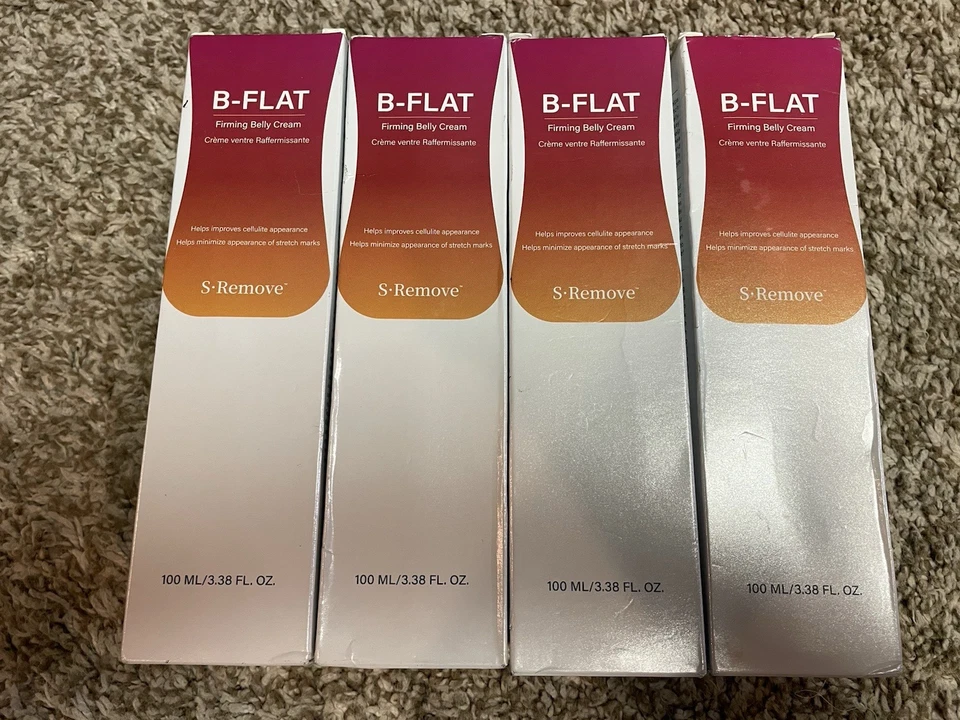 B-FLAT
Firming Belly Cream
Crème ventre Raffermissante
Helps improves cellulite appearance
Helps minimize appearance of stretch marks
S·Remove™
100 ML/3.38 FL. OZ.
B-FLAT
Firming Belly Cream
Crème ventre Raffermissante
Helps improves cellulite appearance
Helps minimize appearance of stretch marks
S·Remove™
100 ML/3.38 FL. OZ.
B-FLAT
Firming Belly Cream
Crème ventre Raffermissante
Helps improves cellulite appearance
Helps minimize appearance of stretch marks
S·Remove™
100 ML/3.38 FL. OZ.
B-FLAT
Firming Belly Cream
Crème ventre Raffermissante
Helps improves cellulite appearance
Helps minimize appearance of stretch marks
S·Remove™
100 ML/3.38 FL. OZ.